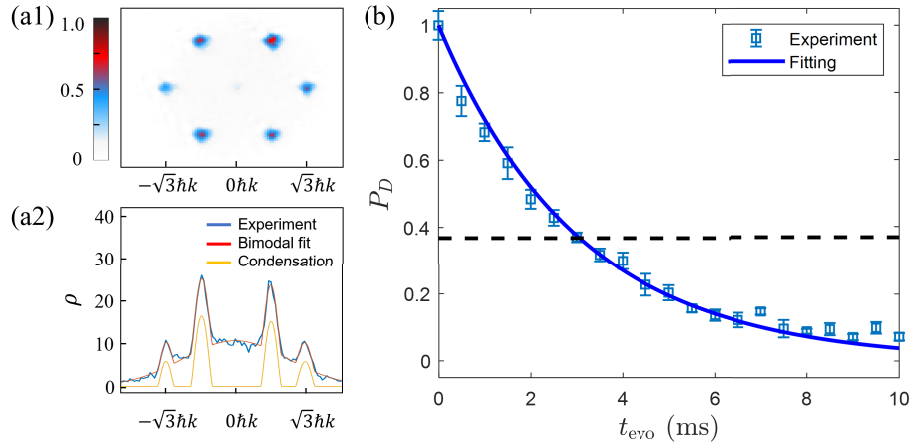 (a1)
1.0
0.5
0
−√3ħk 0ħk √3ħk
(a2)
40
30
20
10
0
ρ
Experiment
Bimodal fit
Condensation
−√3ħk 0ħk √3ħk
(b)
1.0
0.8
0.6
0.4
0.2
0
P_D
Experiment
Fitting
0 2 4 6 8 10
t_evo (ms)